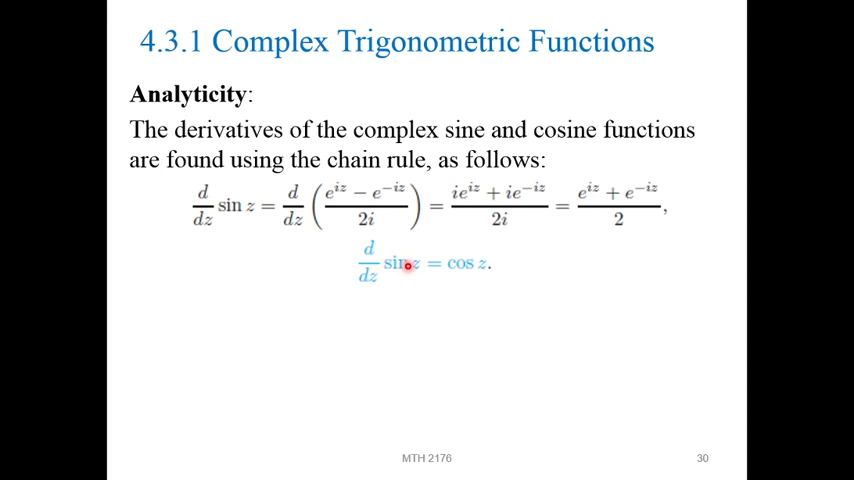 4.3.1 Complex Trigonometric Functions
Analyticity:
The derivatives of the complex sine and cosine functions
are found using the chain rule, as follows:
d/dz sin z = d/dz ((e^{iz} − e^{−iz})/2i) = (ie^{iz} + ie^{−iz})/2i = (e^{iz} + e^{−iz})/2,
d/dz sin z = cos z.
MTH 2176 30